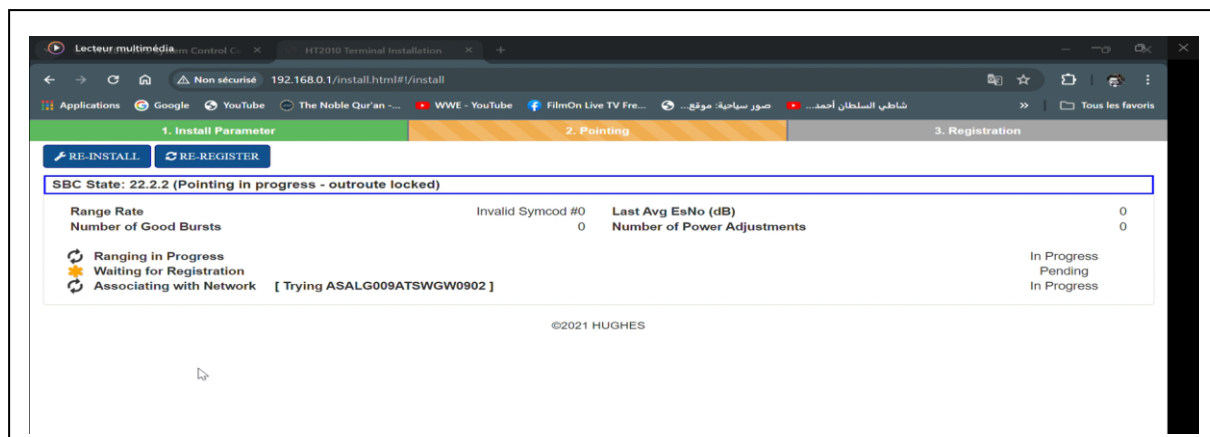 Lecteur multimédia
HT2010 Terminal Installation
Non sécurisé 192.168.0.1/install.html#!/install
Applications Google YouTube The Noble Qur'an -... WWE - YouTube FilmOn Live TV Fre... صور سياحية: موقع... شاطي السلطان أحمد... » Tous les favoris
1. Install Parameter 2. Pointing 3. Registration
RE-INSTALL RE-REGISTER
SBC State: 22.2.2 (Pointing in progress - outroute locked)
Range Rate Invalid Symcod #0 Last Avg EsNo (dB) 0
Number of Good Bursts 0 Number of Power Adjustments 0
Ranging in Progress In Progress
Waiting for Registration Pending
Associating with Network [ Trying ASALG009ATSWGW0902 ] In Progress
©2021 HUGHES